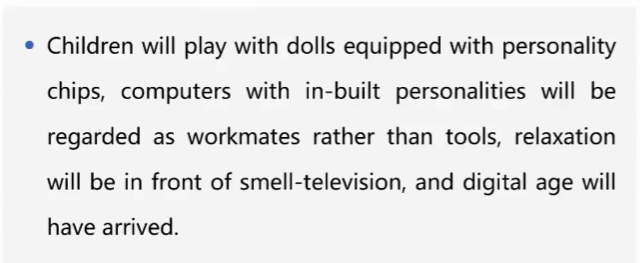 • Children will play with dolls equipped with personality
chips, computers with in-built personalities will be
regarded as workmates rather than tools, relaxation
will be in front of smell-television, and digital age will
have arrived.